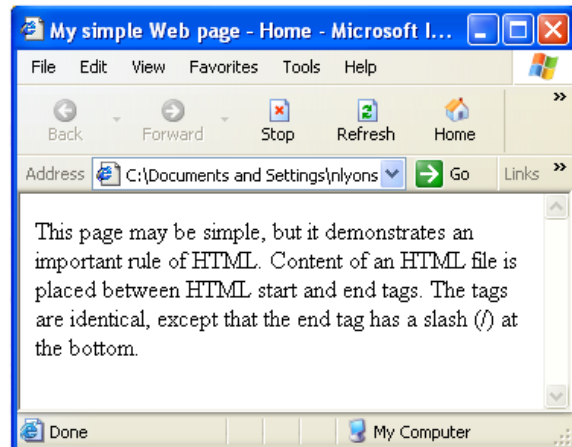 My simple Web page - Home - Microsoft I...
File Edit View Favorites Tools Help
Back Forward Stop Refresh Home »
Address C:\Documents and Settings\nlyons Go Links »
This page may be simple, but it demonstrates an
important rule of HTML. Content of an HTML file is
placed between HTML start and end tags. The tags
are identical, except that the end tag has a slash (/) at
the bottom.
Done My Computer